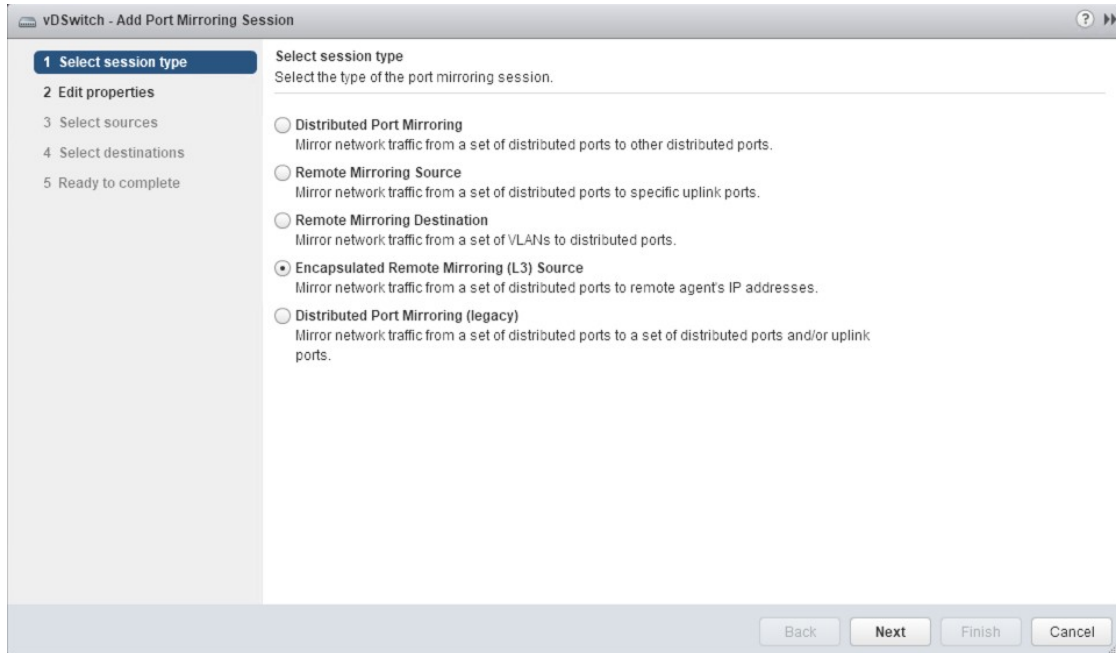 vDSwitch - Add Port Mirroring Session
?
1 Select session type
2 Edit properties
3 Select sources
4 Select destinations
5 Ready to complete
Select session type
Select the type of the port mirroring session.
Distributed Port Mirroring
Mirror network traffic from a set of distributed ports to other distributed ports.
Remote Mirroring Source
Mirror network traffic from a set of distributed ports to specific uplink ports.
Remote Mirroring Destination
Mirror network traffic from a set of VLANs to distributed ports.
Encapsulated Remote Mirroring (L3) Source
Mirror network traffic from a set of distributed ports to remote agent's IP addresses.
Distributed Port Mirroring (legacy)
Mirror network traffic from a set of distributed ports to a set of distributed ports and/or uplink
ports.
Back Next Finish Cancel